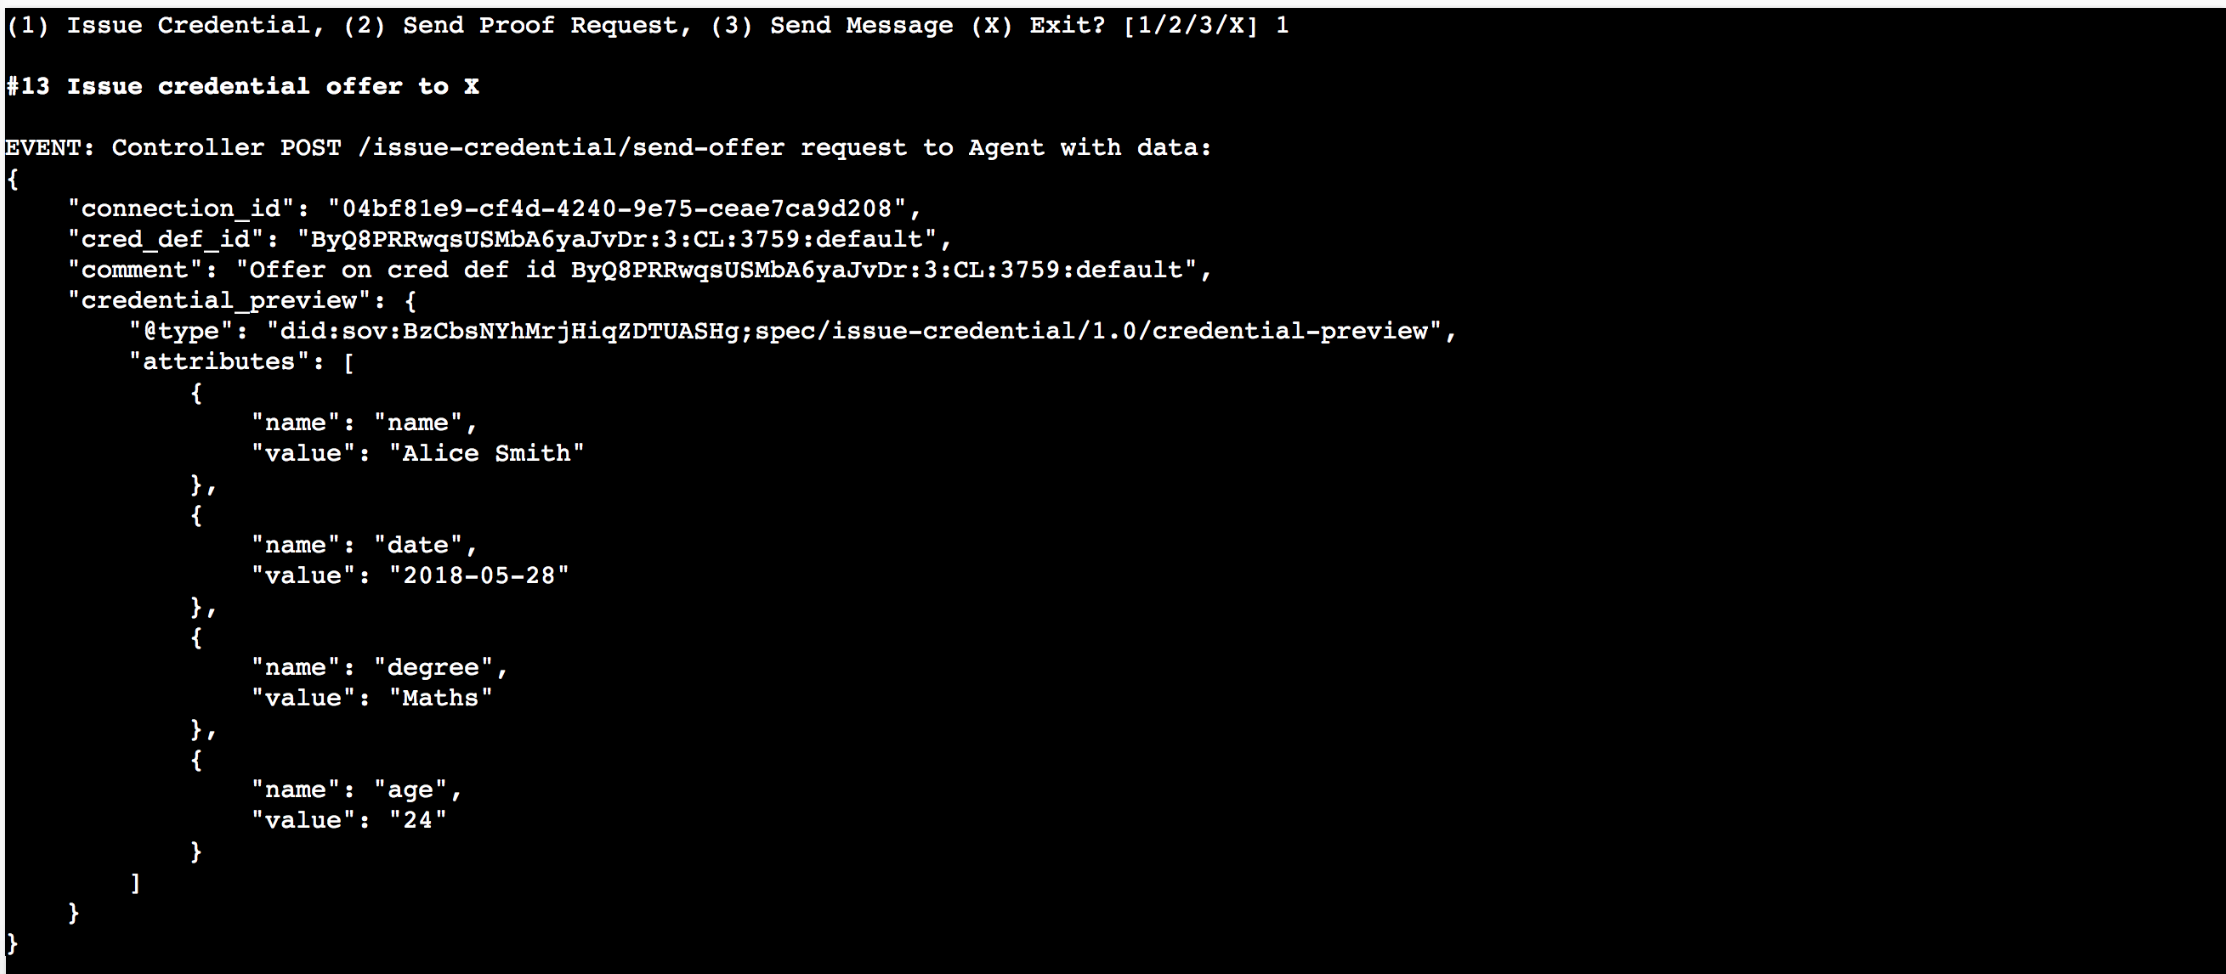 (1) Issue Credential, (2) Send Proof Request, (3) Send Message (X) Exit? [1/2/3/X] 1
#13 Issue credential offer to X
EVENT: Controller POST /issue-credential/send-offer request to Agent with data:
{
    "connection_id": "04bf81e9-cf4d-4240-9e75-ceae7ca9d208",
    "cred_def_id": "ByQ8PRRwqsUSMbA6yaJvDr:3:CL:3759:default",
    "comment": "Offer on cred def id ByQ8PRRwqsUSMbA6yaJvDr:3:CL:3759:default",
    "credential_preview": {
        "@type": "did:sov:BzCbsNYhMrjHiqZDTUASHg;spec/issue-credential/1.0/credential-preview",
        "attributes": [
            {
                "name": "name",
                "value": "Alice Smith"
            },
            {
                "name": "date",
                "value": "2018-05-28"
            },
            {
                "name": "degree",
                "value": "Maths"
            },
            {
                "name": "age",
                "value": "24"
            }
        ]
    }
}